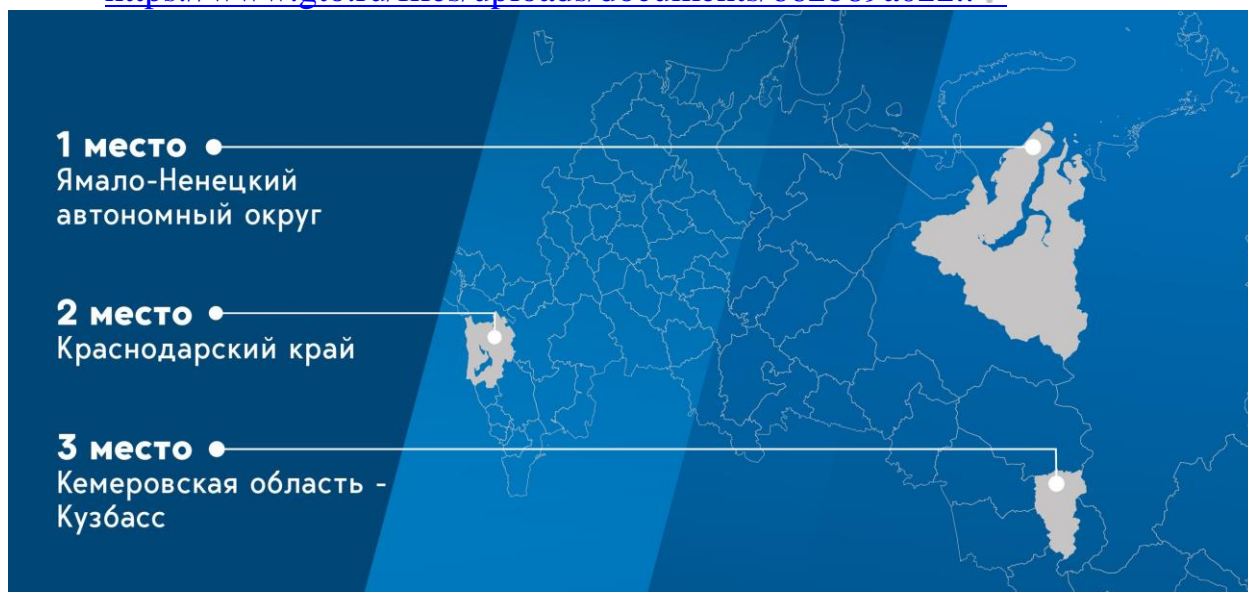 1 место
Ямало-Ненецкий
автономный округ
2 место
Краснодарский край
3 место
Кемеровская область -
Кузбасс